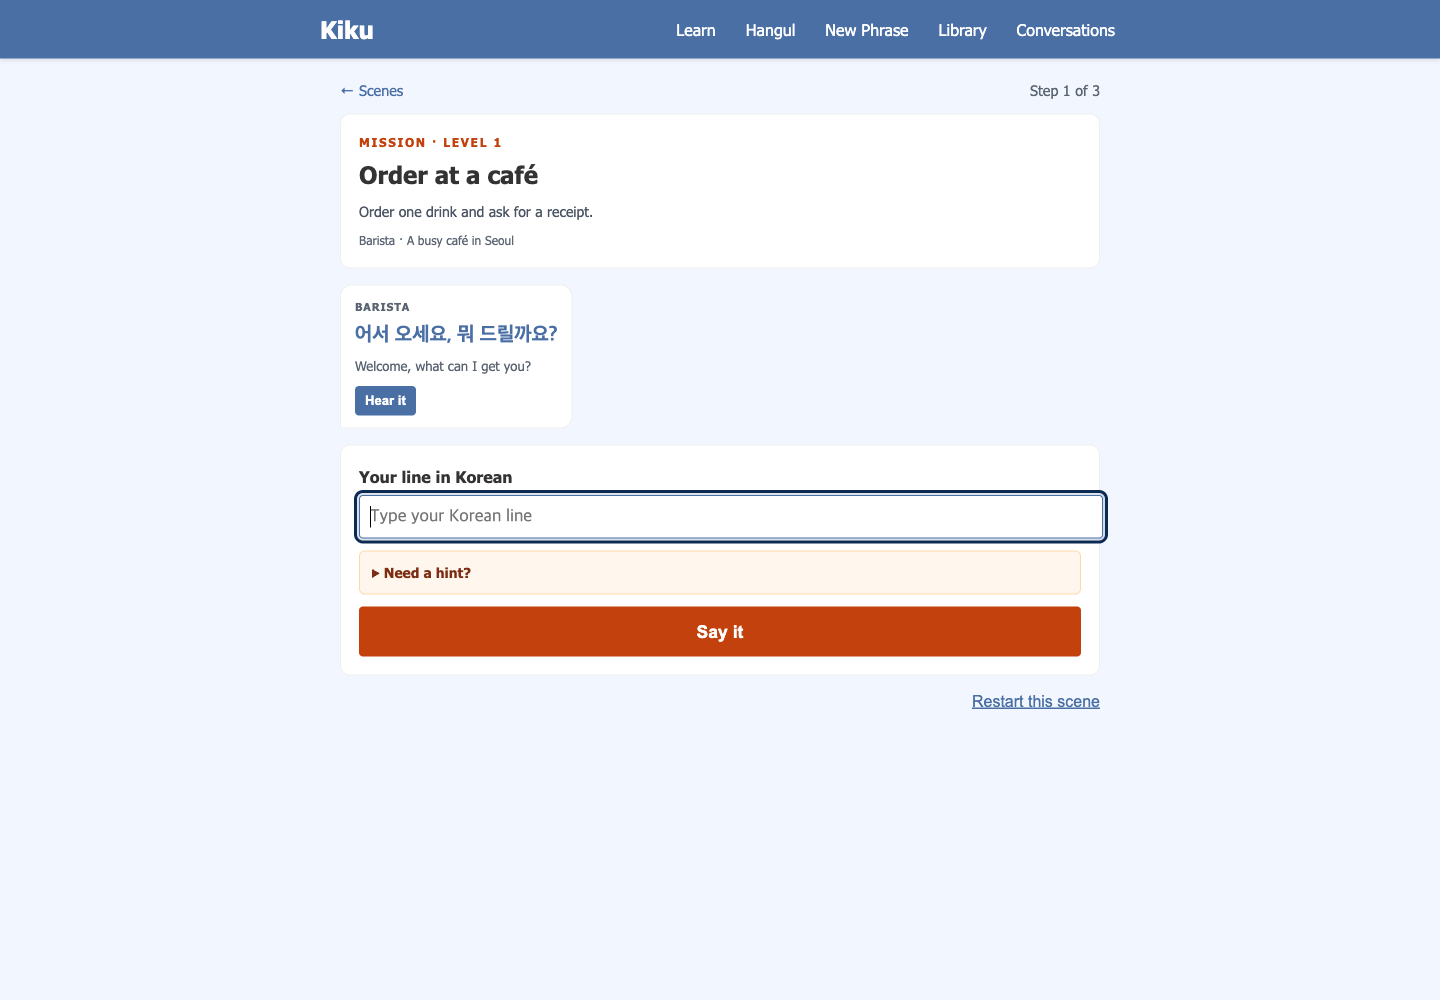 Kiku
Learn Hangul New Phrase Library Conversations
← Scenes
Step 1 of 3
MISSION · LEVEL 1
Order at a café
Order one drink and ask for a receipt.
Barista · A busy café in Seoul
BARISTA
어서 오세요, 뭐 드릴까요?
Welcome, what can I get you?
Hear it
Your line in Korean
Type your Korean line
Need a hint?
Say it
Restart this scene